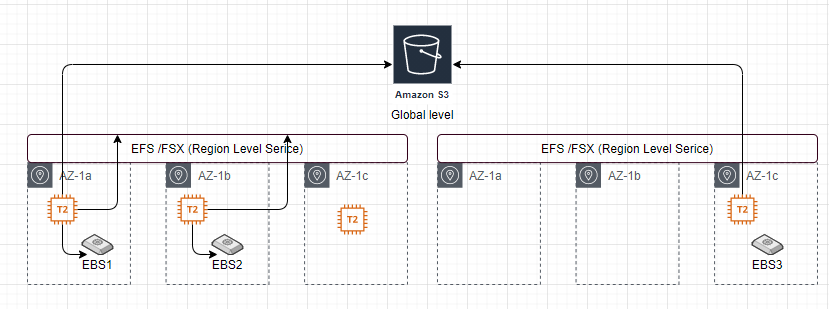 Amazon S3
Global level
EFS /FSX (Region Level Serice)
EFS /FSX (Region Level Serice)
AZ-1a
AZ-1b
AZ-1c
AZ-1a
AZ-1b
AZ-1c
T2
T2
T2
T2
EBS1
EBS2
EBS3